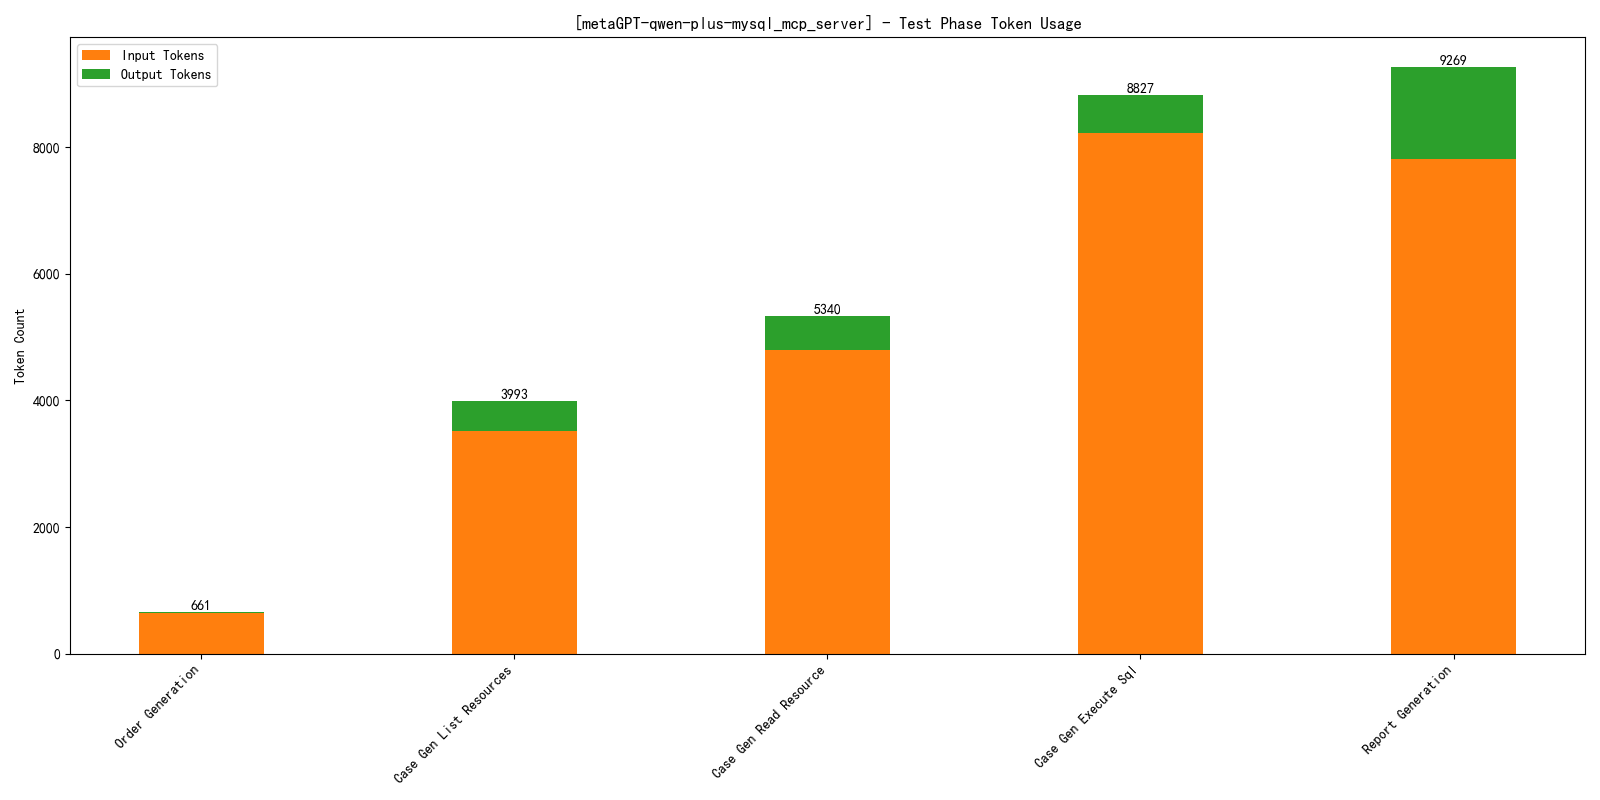 [metaGPT-qwen-plus-mysql_mcp_server] - Test Phase Token Usage
Input Tokens
Output Tokens
9269
8827
8000
6000
5340
Token Count
4000
3993
2000
661
0
Order Generation
Case Gen List Resources
Case Gen Read Resource
Case Gen Execute Sql
Report Generation